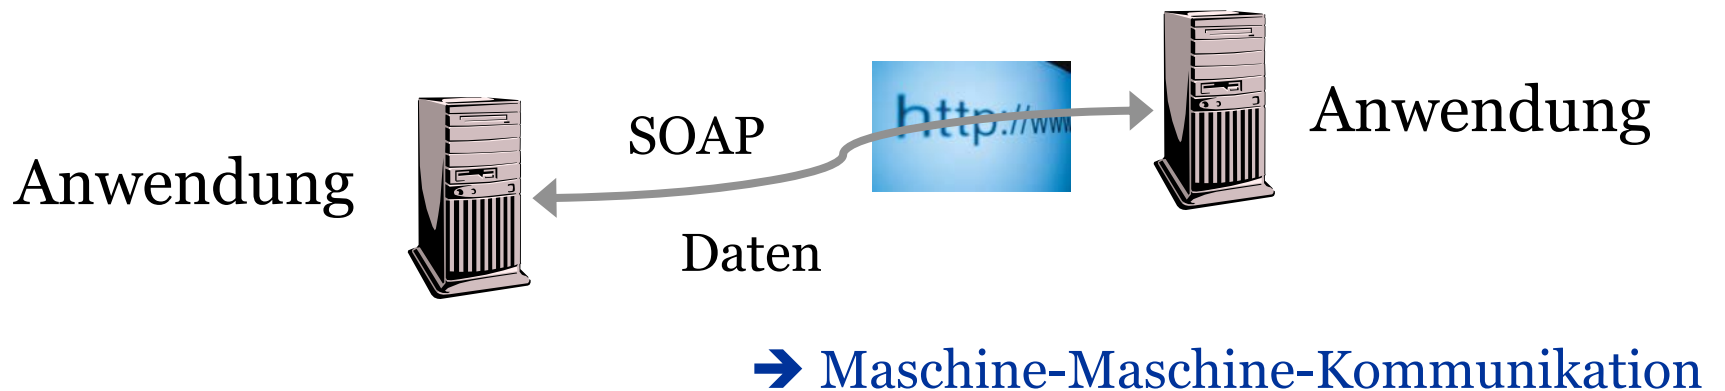 Anwendung
SOAP
http://www
Anwendung
Daten
➔ Maschine-Maschine-Kommunikation